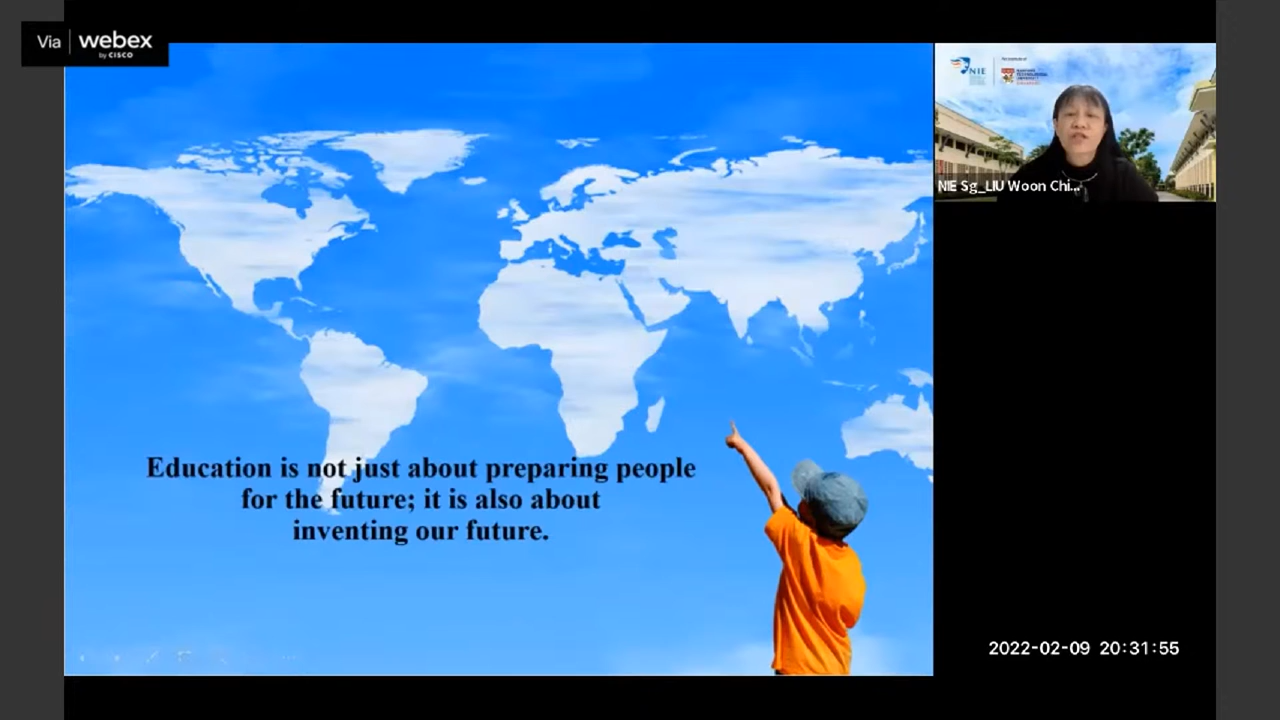 Via webex
by CISCO
NIE
NIE Sg_LIU Woon Chi...
Education is not just about preparing people
for the future; it is also about
inventing our future.
2022-02-09 20:31:55